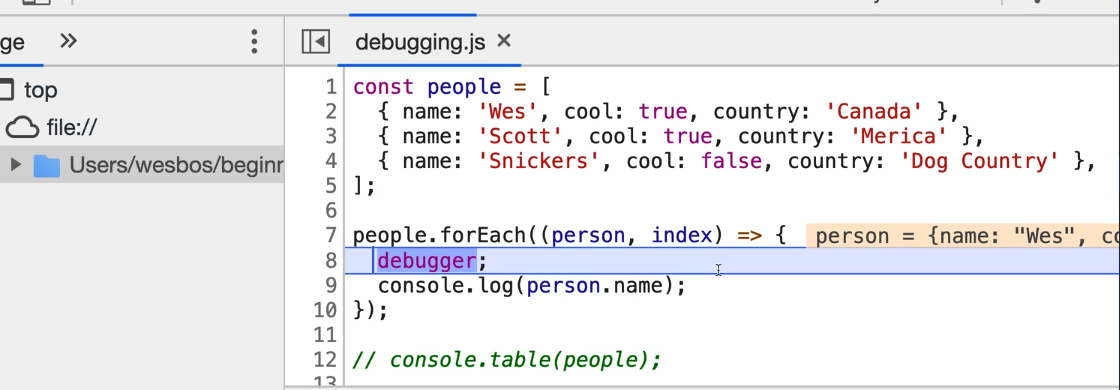 ge
debugging.js
top
file://
Users/wesbos/beginr
1 const people = [
2 { name: 'Wes', cool: true, country: 'Canada' },
3 { name: 'Scott', cool: true, country: 'Merica' },
4 { name: 'Snickers', cool: false, country: 'Dog Country' },
5 ];
6
7 people.forEach((person, index) => { person = {name: "Wes", co
8 debugger;
9 console.log(person.name);
10 });
11
12 // console.table(people);
13